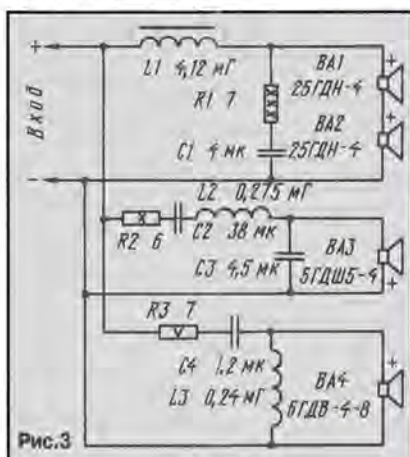 +
L1 4,12 мГ
R1 7
C1 4 мк
+
BA1
25ГДН-4
BA2
+
25ГДН-4
Вход
-
L2 0,275 мГ
R2 6
C2 38 мк
C3 4,5 мк
+
BA3
5ГДШ5-4
R3 7
C4 1,2 мк
L3 0,24 мГ
+
BA4
6ГДВ-4-8
Рис.3